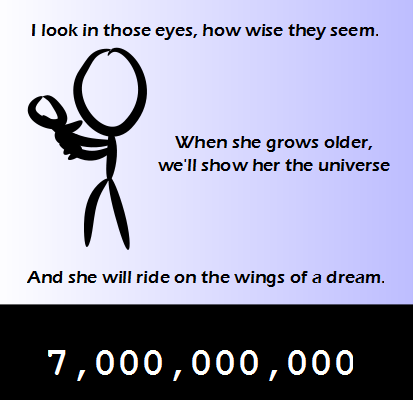 I look in those eyes, how wise they seem.
When she grows older,
we'll show her the universe
And she will ride on the wings of a dream.
7,000,000,000